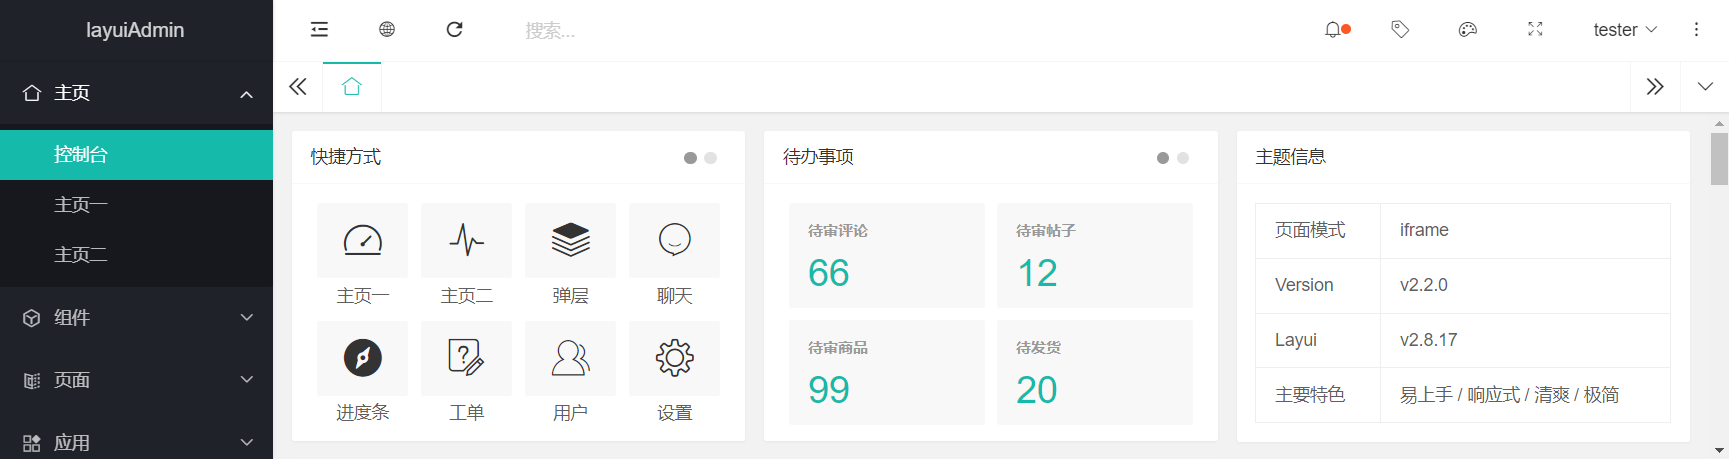 layuiAdmin
搜索...
tester
主页
控制台
主页一
主页二
组件
页面
应用
快捷方式
主页一 主页二 弹层 聊天
进度条 工单 用户 设置
待办事项
待审评论 待审帖子
66 12
待审商品 待发货
99 20
主题信息
页面模式 iframe
Version v2.2.0
Layui v2.8.17
主要特色 易上手 / 响应式 / 清爽 / 极简